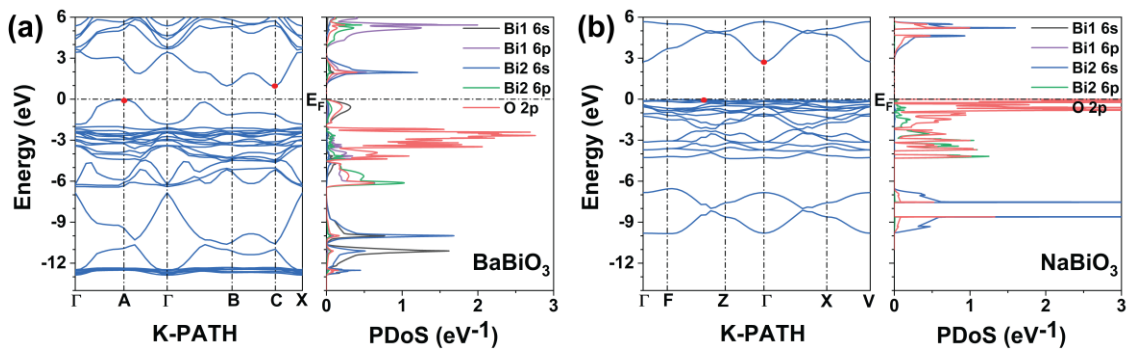 (a)
6
3
0
-3
-6
-9
-12
Energy (eV)
Γ A Γ B C X
K-PATH
E_F
Bi1 6s
Bi1 6p
Bi2 6s
Bi2 6p
O 2p
BaBiO₃
0 1 2 3
PDoS (eV⁻¹)
(b)
6
3
0
-3
-6
-9
-12
Energy (eV)
Γ F Z Γ X V
K-PATH
E_F
Bi1 6s
Bi1 6p
Bi2 6s
Bi2 6p
O 2p
NaBiO₃
0 1 2 3
PDoS (eV⁻¹)